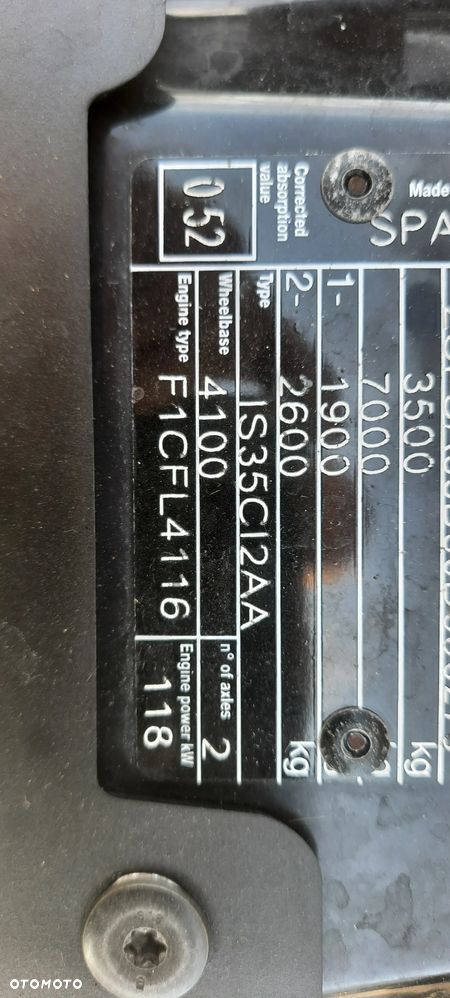 Made
SPA
3500 kg
7000
1- 1900
2- 2600 kg
Type IS35CI2AA
Corrected
absorption
value
0.52
Wheelbase 4100 n° of axles 2
Engine type F1CFL4116 Engine power kW 118
OTOMOTO